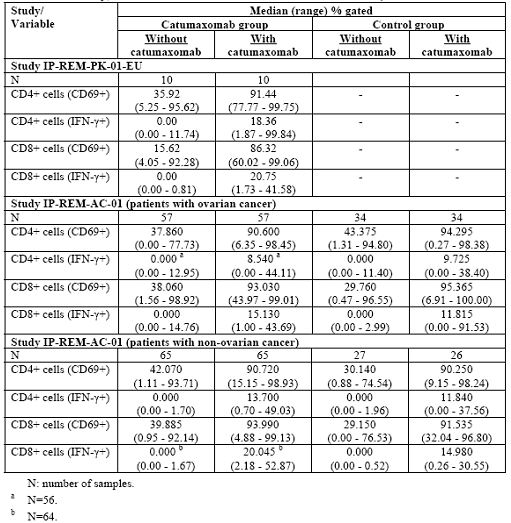 Study/ Median (range) % gated
Variable Catumaxomab group Control group
Without With Without With
catumaxomab catumaxomab catumaxomab catumaxomab
Study IP-REM-PK-01-EU
N 10 10
CD4+ cells (CD69+) 35.92 91.44 - -
(5.25 - 95.62) (77.77 - 99.75)
CD4+ cells (IFN-γ+) 0.00 18.36 - -
(0.00 - 11.74) (1.87 - 99.84)
CD8+ cells (CD69+) 15.62 86.32 - -
(4.05 - 92.28) (60.02 - 99.06)
CD8+ cells (IFN-γ+) 0.00 20.75 - -
(0.00 - 0.81) (1.73 - 41.58)
Study IP-REM-AC-01 (patients with ovarian cancer)
N 57 57 34 34
CD4+ cells (CD69+) 37.860 90.600 43.375 94.295
(0.00 - 77.73) (6.35 - 98.45) (1.31 - 94.80) (0.27 - 98.38)
CD4+ cells (IFN-γ+) 0.000 a 8.540 a 0.000 9.725
(0.00 - 12.95) (0.00 - 44.11) (0.00 - 11.40) (0.00 - 38.40)
CD8+ cells (CD69+) 38.060 93.030 29.760 95.365
(1.56 - 98.92) (43.97 - 99.01) (0.47 - 96.55) (6.91 - 100.00)
CD8+ cells (IFN-γ+) 0.000 15.130 0.000 11.815
(0.00 - 14.76) (1.00 - 43.69) (0.00 - 2.99) (0.00 - 91.53)
Study IP-REM-AC-01 (patients with non-ovarian cancer)
N 65 65 27 26
CD4+ cells (CD69+) 42.070 90.720 30.140 90.250
(1.11 - 93.71) (15.15 - 98.93) (0.88 - 74.54) (9.15 - 98.24)
CD4+ cells (IFN-γ+) 0.000 13.700 0.000 11.840
(0.00 - 1.70) (0.70 - 49.03) (0.00 - 1.96) (0.00 - 37.56)
CD8+ cells (CD69+) 39.885 93.990 29.150 91.535
(0.95 - 92.14) (4.88 - 99.13) (0.00 - 76.53) (32.04 - 96.80)
CD8+ cells (IFN-γ+) 0.000 b 20.045 b 0.000 14.980
(0.00 - 1.67) (2.18 - 52.87) (0.00 - 0.52) (0.26 - 30.55)
N: number of samples.
a N=56.
b N=64.